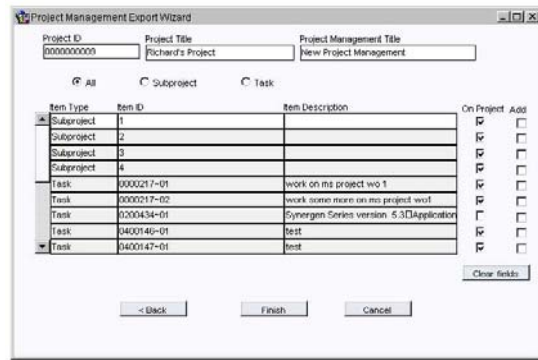 Project Management Export Wizard
Project ID Project Title Project Management Title
0000000009 Richard's Project New Project Management
All Subproject Task
Item Type Item ID Item Description On Project Add
Subproject 1
Subproject 2
Subproject 3
Subproject 4
Task 0000217-01 work on ms project wo 1
Task 0000217-02 work some more on ms project wo1
Task 0200434-01 Synergen Series version 5.3 Application
Task 0400146-01 test
Task 0400147-01 test
Clear fields
< Back Finish Cancel